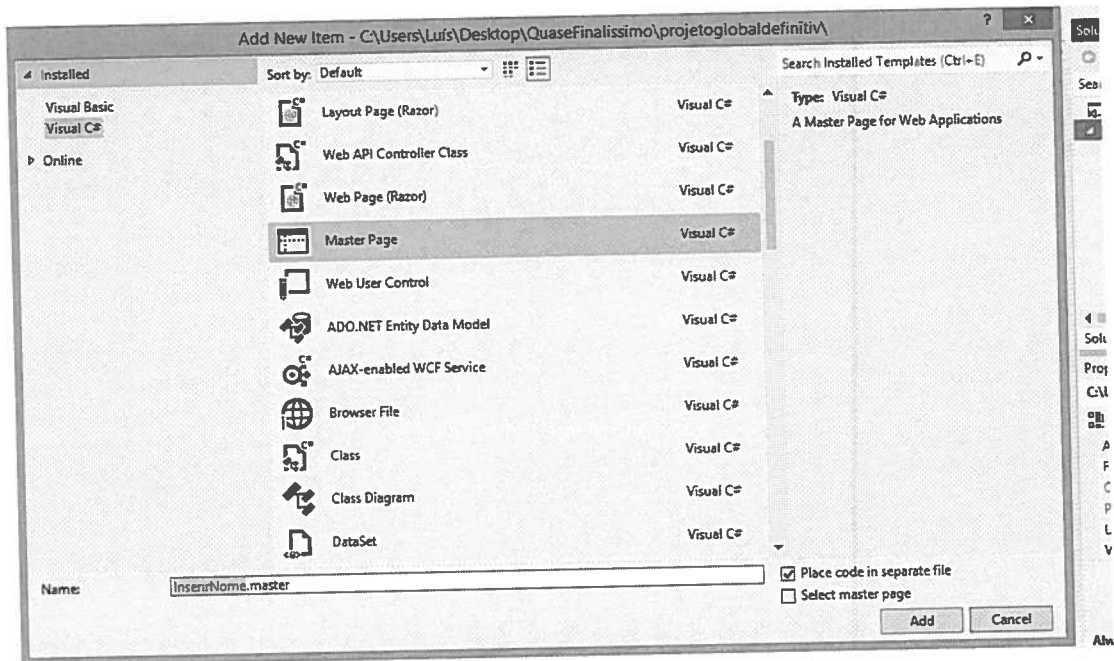 Add New Item - C:\Users\Luís\Desktop\QuaseFinalissimo\projetoglobaldefinitiv\
?
Installed
Sort by: Default
Search Installed Templates (Ctrl+E)
Visual Basic
Visual C#
Online
Layout Page (Razor) Visual C#
Web API Controller Class Visual C#
Web Page (Razor) Visual C#
Master Page Visual C#
Web User Control Visual C#
ADO.NET Entity Data Model Visual C#
AJAX-enabled WCF Service Visual C#
Browser File Visual C#
Class Visual C#
Class Diagram Visual C#
DataSet Visual C#
Type: Visual C#
A Master Page for Web Applications
Name: InserirNome.master
Place code in separate file
Select master page
Add Cancel
Solu
Sear
Solu
Prop
C:\U
A
F
C
P
L
V